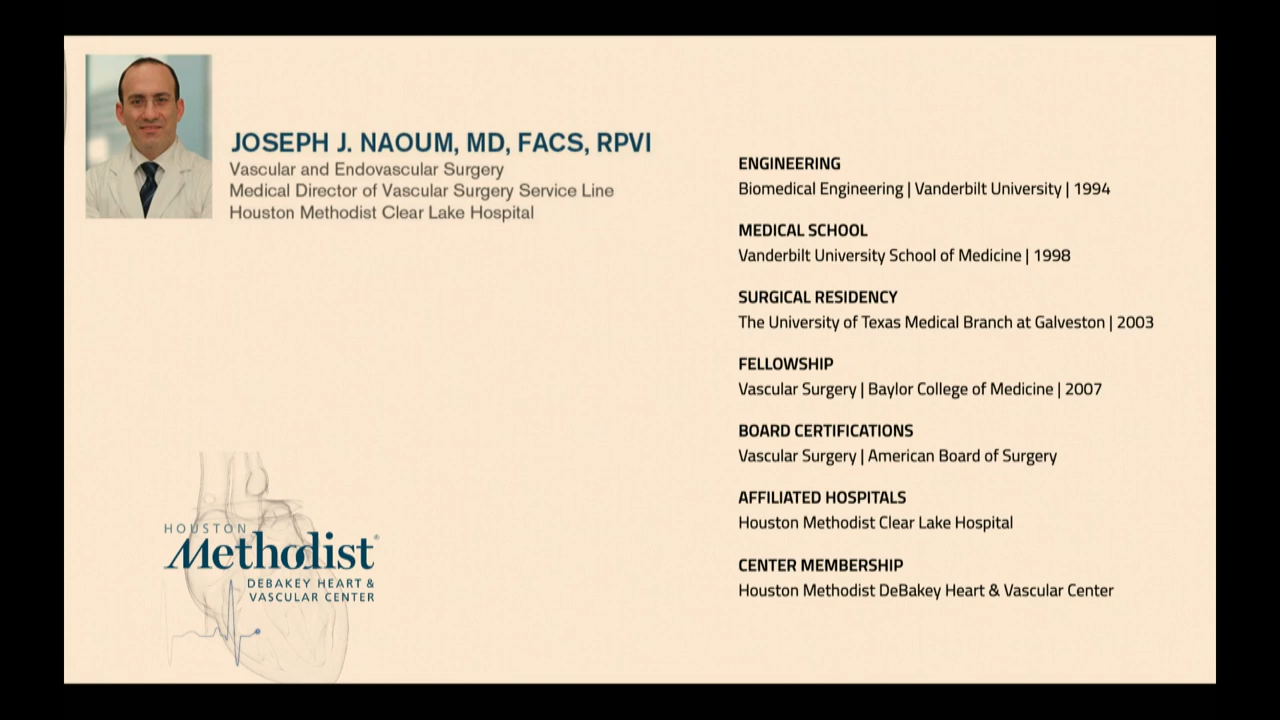 JOSEPH J. NAOUM, MD, FACS, RPVI
Vascular and Endovascular Surgery
Medical Director of Vascular Surgery Service Line
Houston Methodist Clear Lake Hospital
ENGINEERING
Biomedical Engineering | Vanderbilt University | 1994
MEDICAL SCHOOL
Vanderbilt University School of Medicine | 1998
SURGICAL RESIDENCY
The University of Texas Medical Branch at Galveston | 2003
FELLOWSHIP
Vascular Surgery | Baylor College of Medicine | 2007
BOARD CERTIFICATIONS
Vascular Surgery | American Board of Surgery
AFFILIATED HOSPITALS
Houston Methodist Clear Lake Hospital
CENTER MEMBERSHIP
Houston Methodist DeBakey Heart & Vascular Center
HOUSTON
Methodist®
DEBAKEY HEART &
VASCULAR CENTER